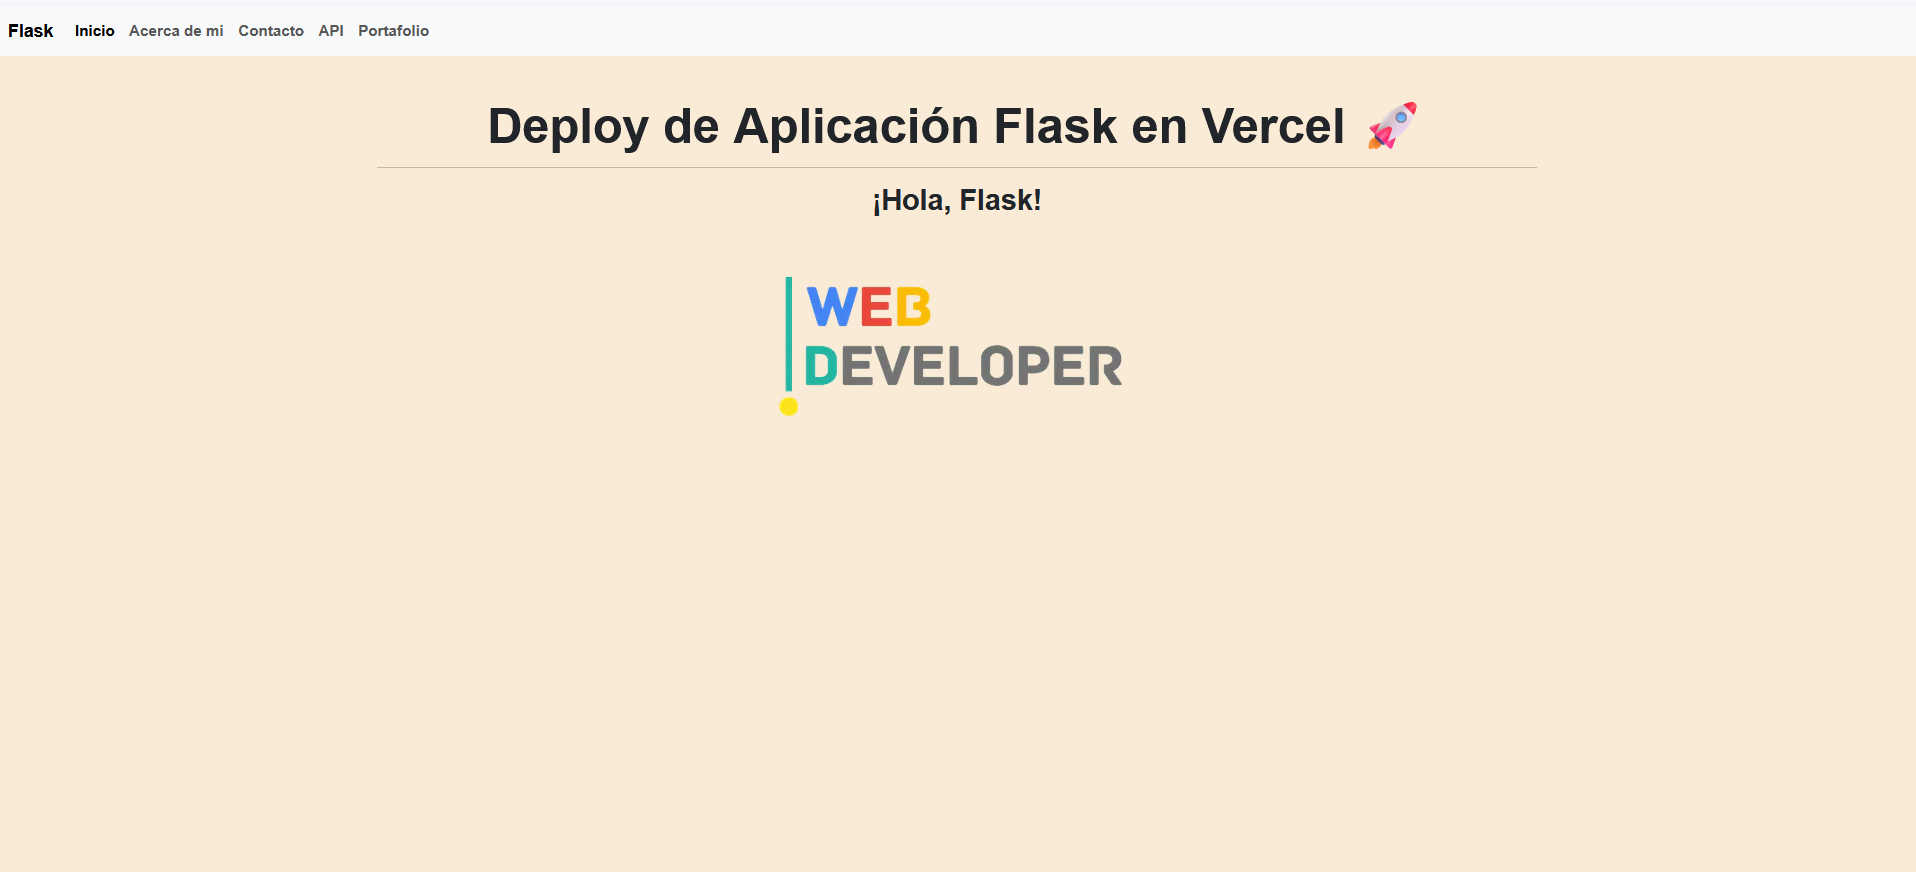 Flask Inicio Acerca de mi Contacto API Portafolio
Deploy de Aplicación Flask en Vercel 🚀
¡Hola, Flask!
WEB
DEVELOPER